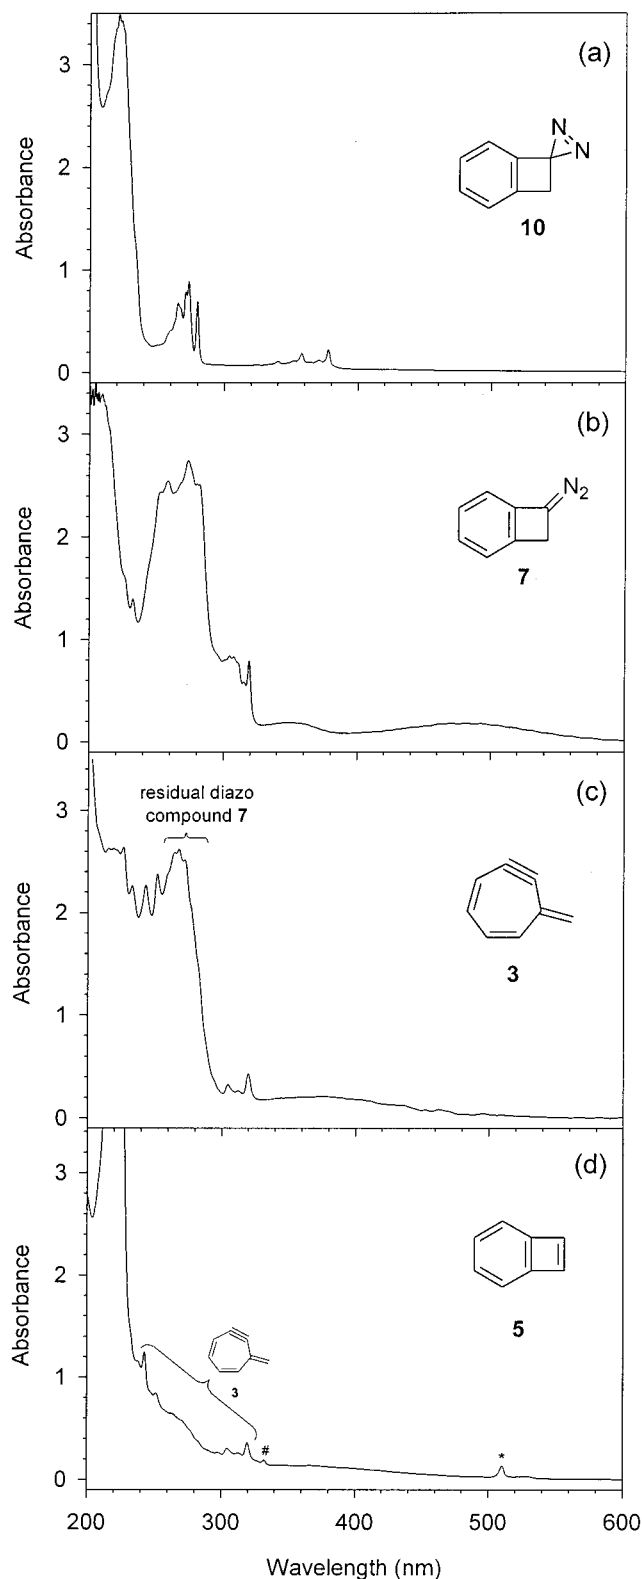 (a)
3
2
1
0
Absorbance
N
N
10
(b)
3
2
1
0
Absorbance
N2
7
(c)
residual diazo
compound 7
3
2
1
0
Absorbance
3
(d)
3
2
1
0
Absorbance
5
3
#
*
200 300 400 500 600
Wavelength (nm)